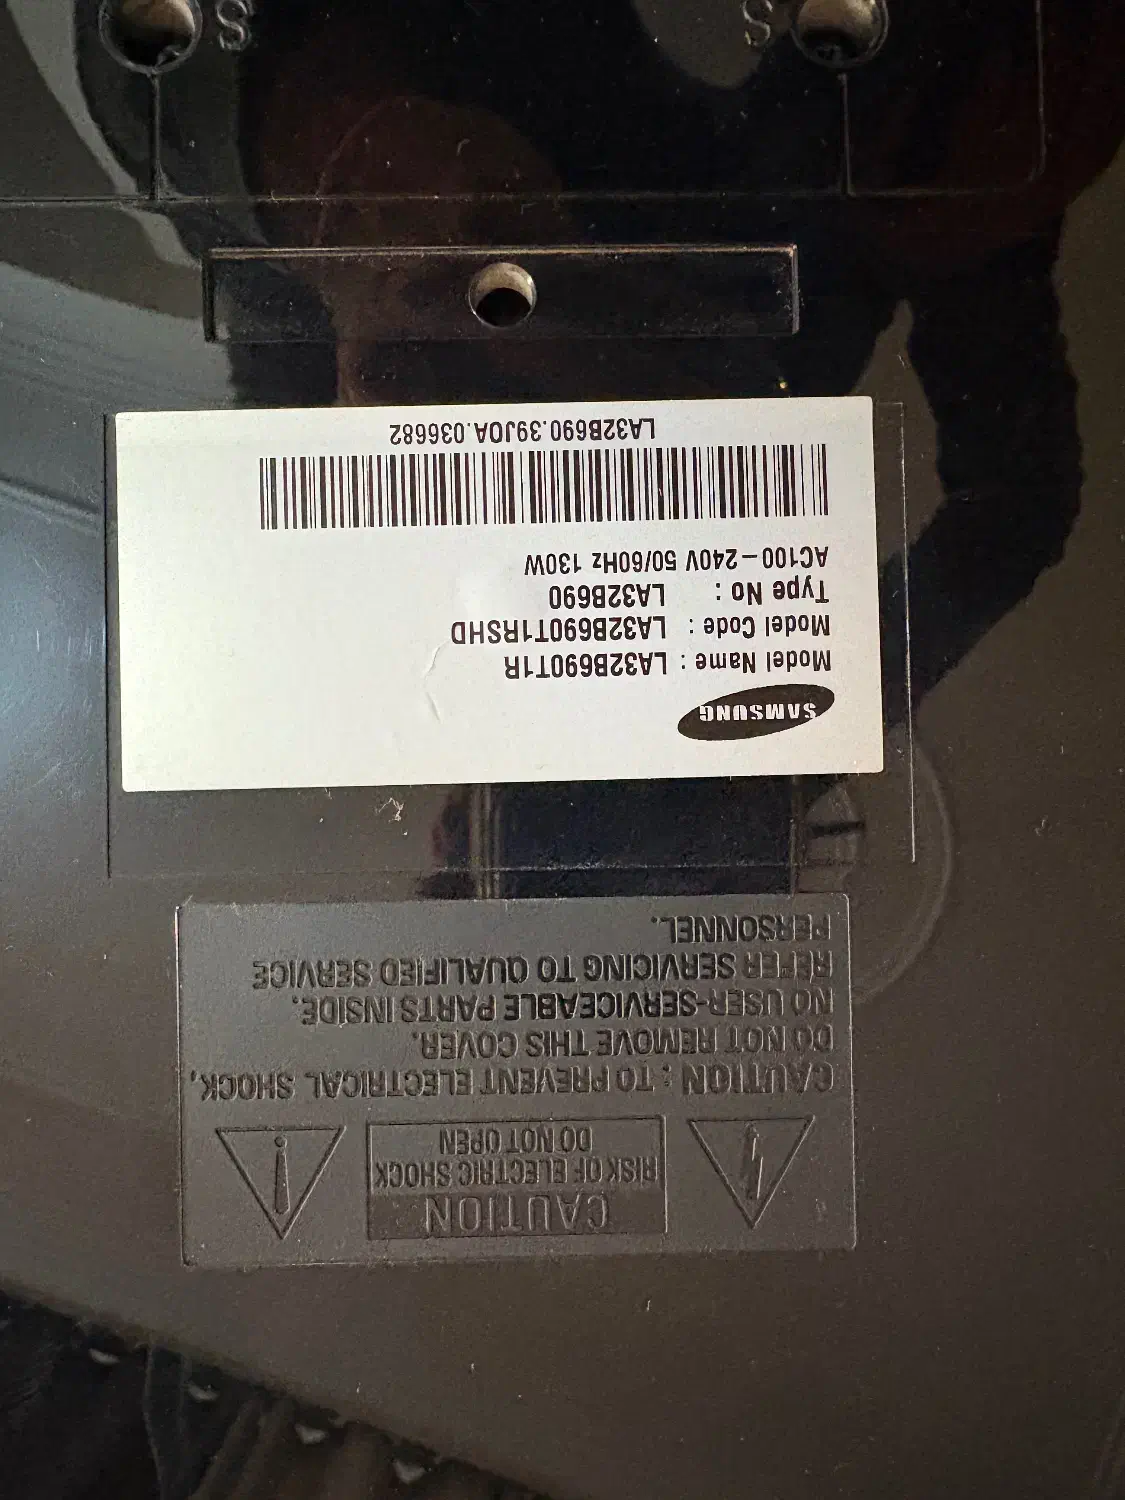 SAMSUNG
Model Name : LA32B690T1R
Model Code : LA32B690T1RSHD
Type No : LA32B690
AC100-240V 50/60Hz 130W
LA32B690.39J0A.036682
CAUTION
RISK OF ELECTRIC SHOCK
DO NOT OPEN
CAUTION : TO PREVENT ELECTRICAL SHOCK,
DO NOT REMOVE THIS COVER.
NO USER-SERVICEABLE PARTS INSIDE.
REFER SERVICING TO QUALIFIED SERVICE
PERSONNEL.
S
S